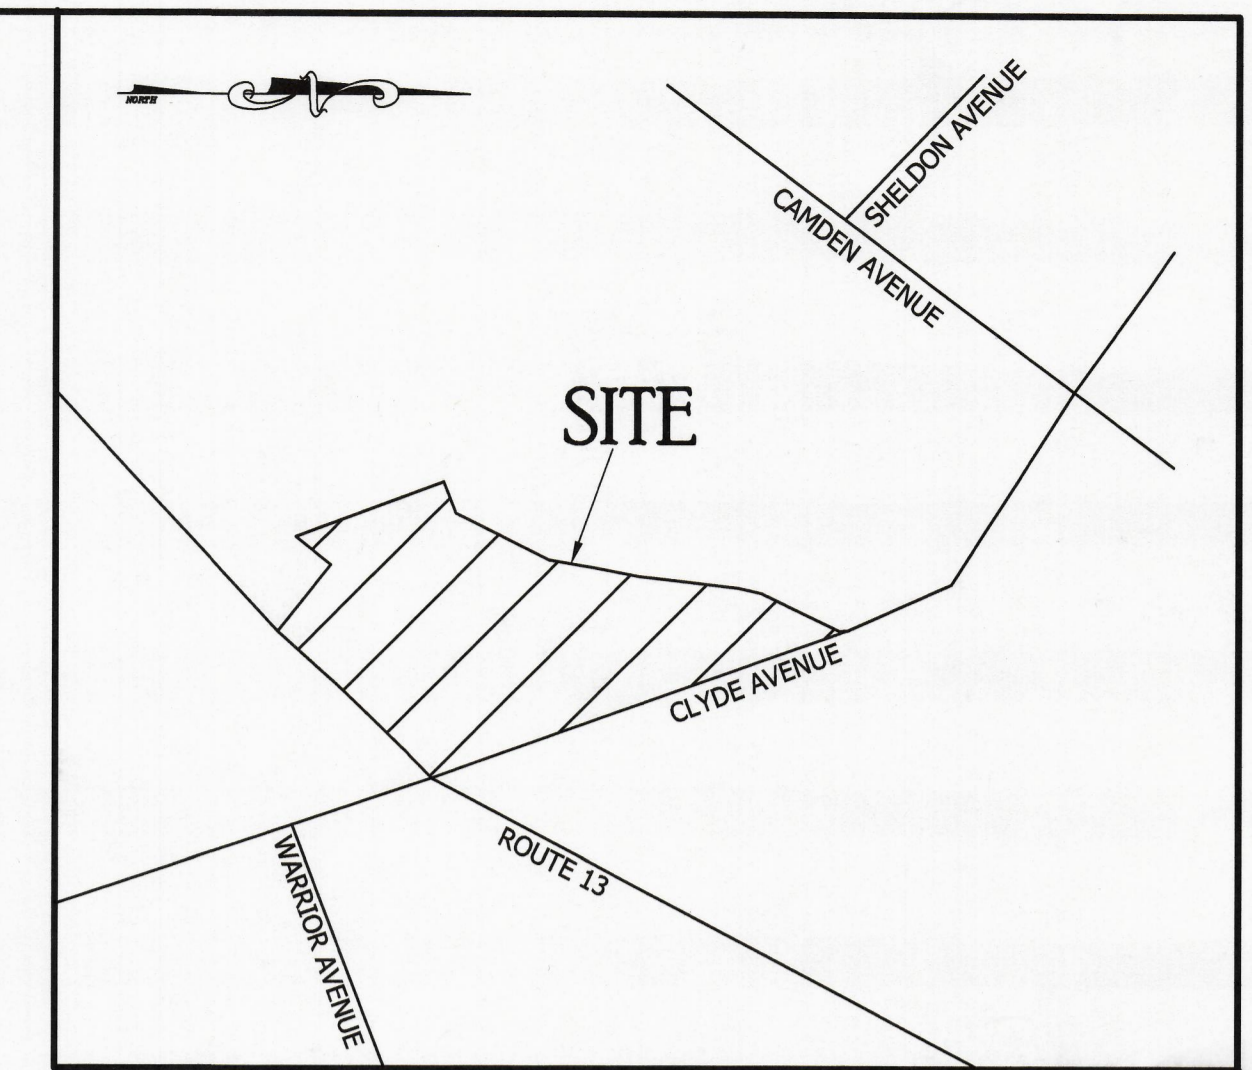 NORTH
SHELDON AVENUE
CAMDEN AVENUE
SITE
CLYDE AVENUE
ROUTE 13
WARRIOR AVENUE